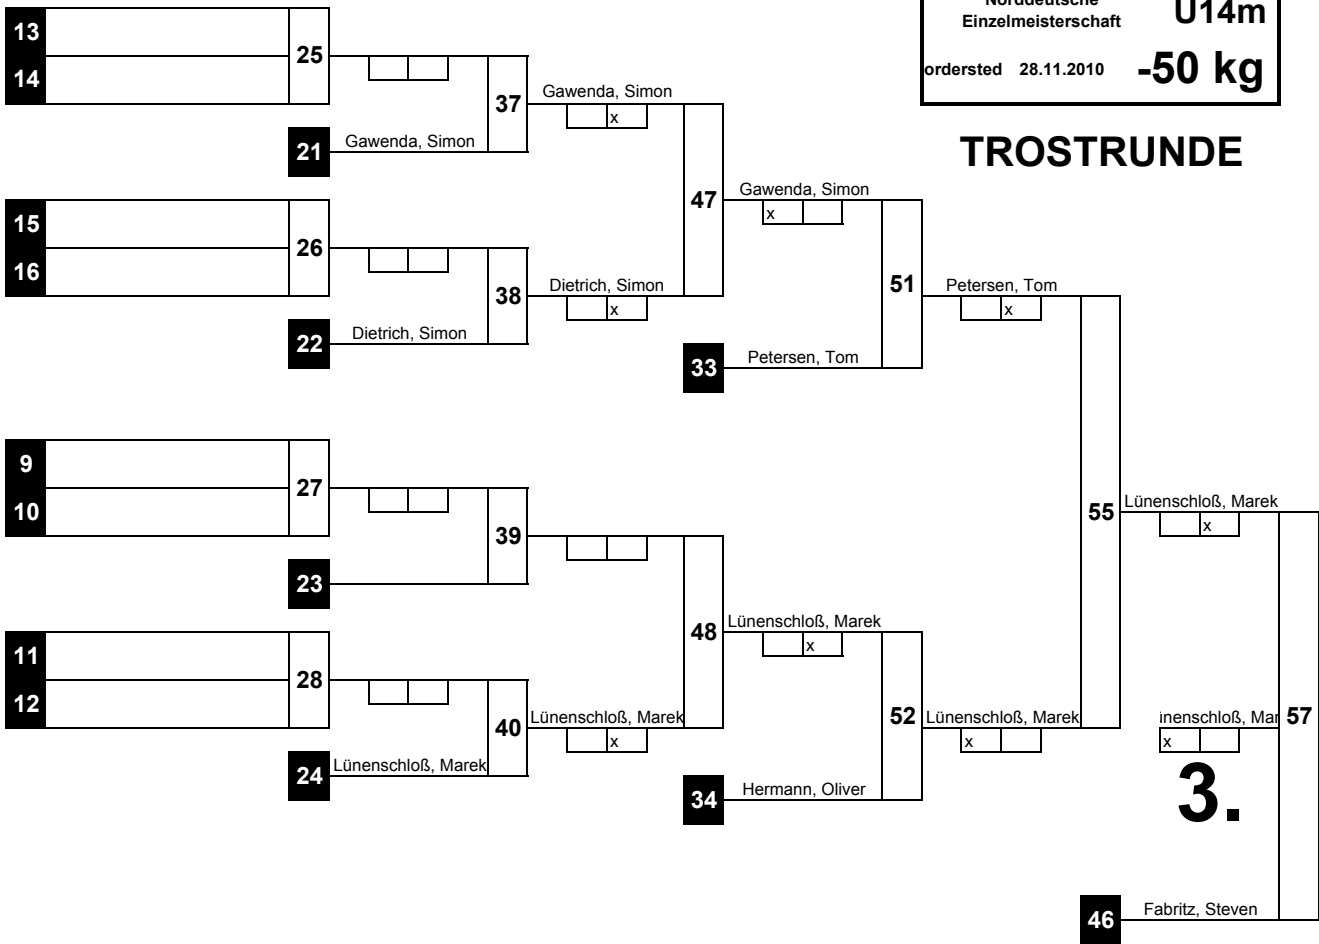 Norddeutsche
Einzelmeisterschaft
U14m
ordersted 28.11.2010
-50 kg
TROSTRUNDE
13
25
14
37
Gawenda, Simon
x
21
Gawenda, Simon
47
Gawenda, Simon
x
15
26
16
38
Dietrich, Simon
x
22
Dietrich, Simon
51
Petersen, Tom
x
33
Petersen, Tom
9
27
10
39
23
55
Lünenschloß, Marek
x
48
Lünenschloß, Marek
x
11
28
12
40
Lünenschloß, Marek
x
24
Lünenschloß, Marek
52
Lünenschloß, Marek
x
34
Hermann, Oliver
inenschloß, Mar
x
57
3.
46
Fabritz, Steven